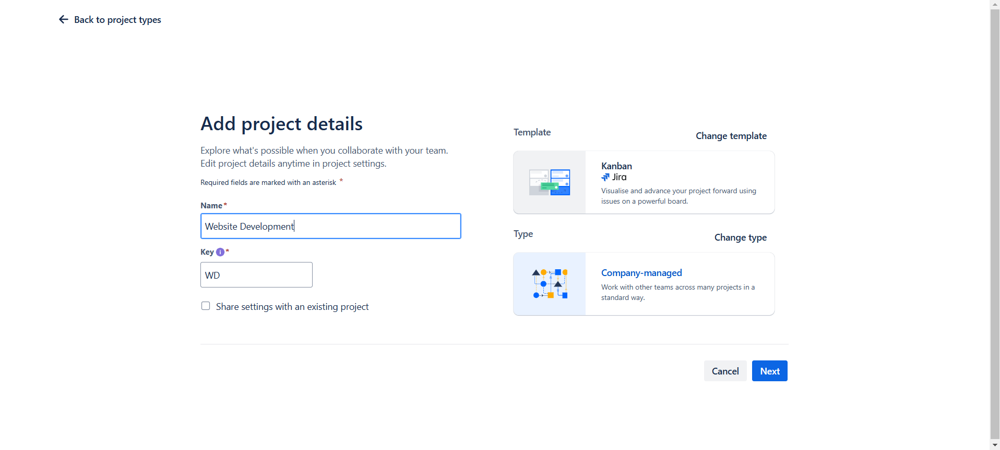 Back to project types
Add project details
Explore what's possible when you collaborate with your team.
Edit project details anytime in project settings.
Required fields are marked with an asterisk *
Name*
Website Development
Key i *
WD
Share settings with an existing project
Template
Change template
Kanban
Jira
Visualise and advance your project forward using
issues on a powerful board.
Type
Change type
Company-managed
Work with other teams across many projects in a
standard way.
Cancel
Next